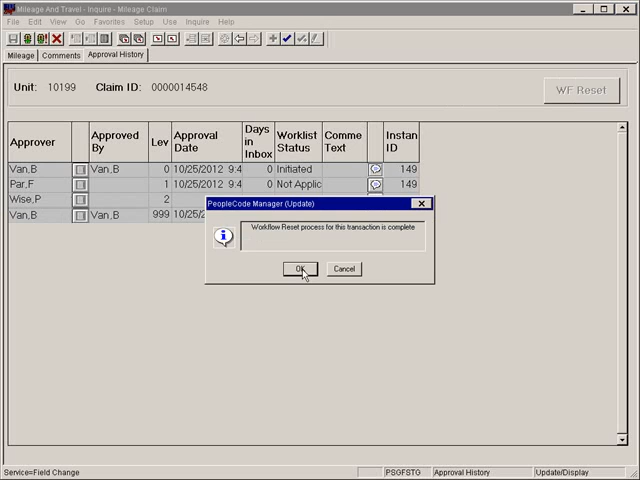 Mileage And Travel - Inquire - Mileage Claim
File Edit View Go Favorites Setup Use Inquire Help
Mileage Comments Approval History
Unit: 10199 Claim ID: 0000014548 WF Reset
Approver Approved By Lev Approval Date Days in Inbox Worklist Status Comme Text Instan ID
Van,B Van,B 0 10/25/2012 9:4 0 Initiated 149
Par,F 1 10/25/2012 9:4 0 Not Applic 149
Wise,P 2
Van,B Van,B 999 10/25/2
PeopleCode Manager (Update)
Workflow Reset process for this transaction is complete
OK Cancel
Service=Field Change PSGFSTG Approval History Update/Display